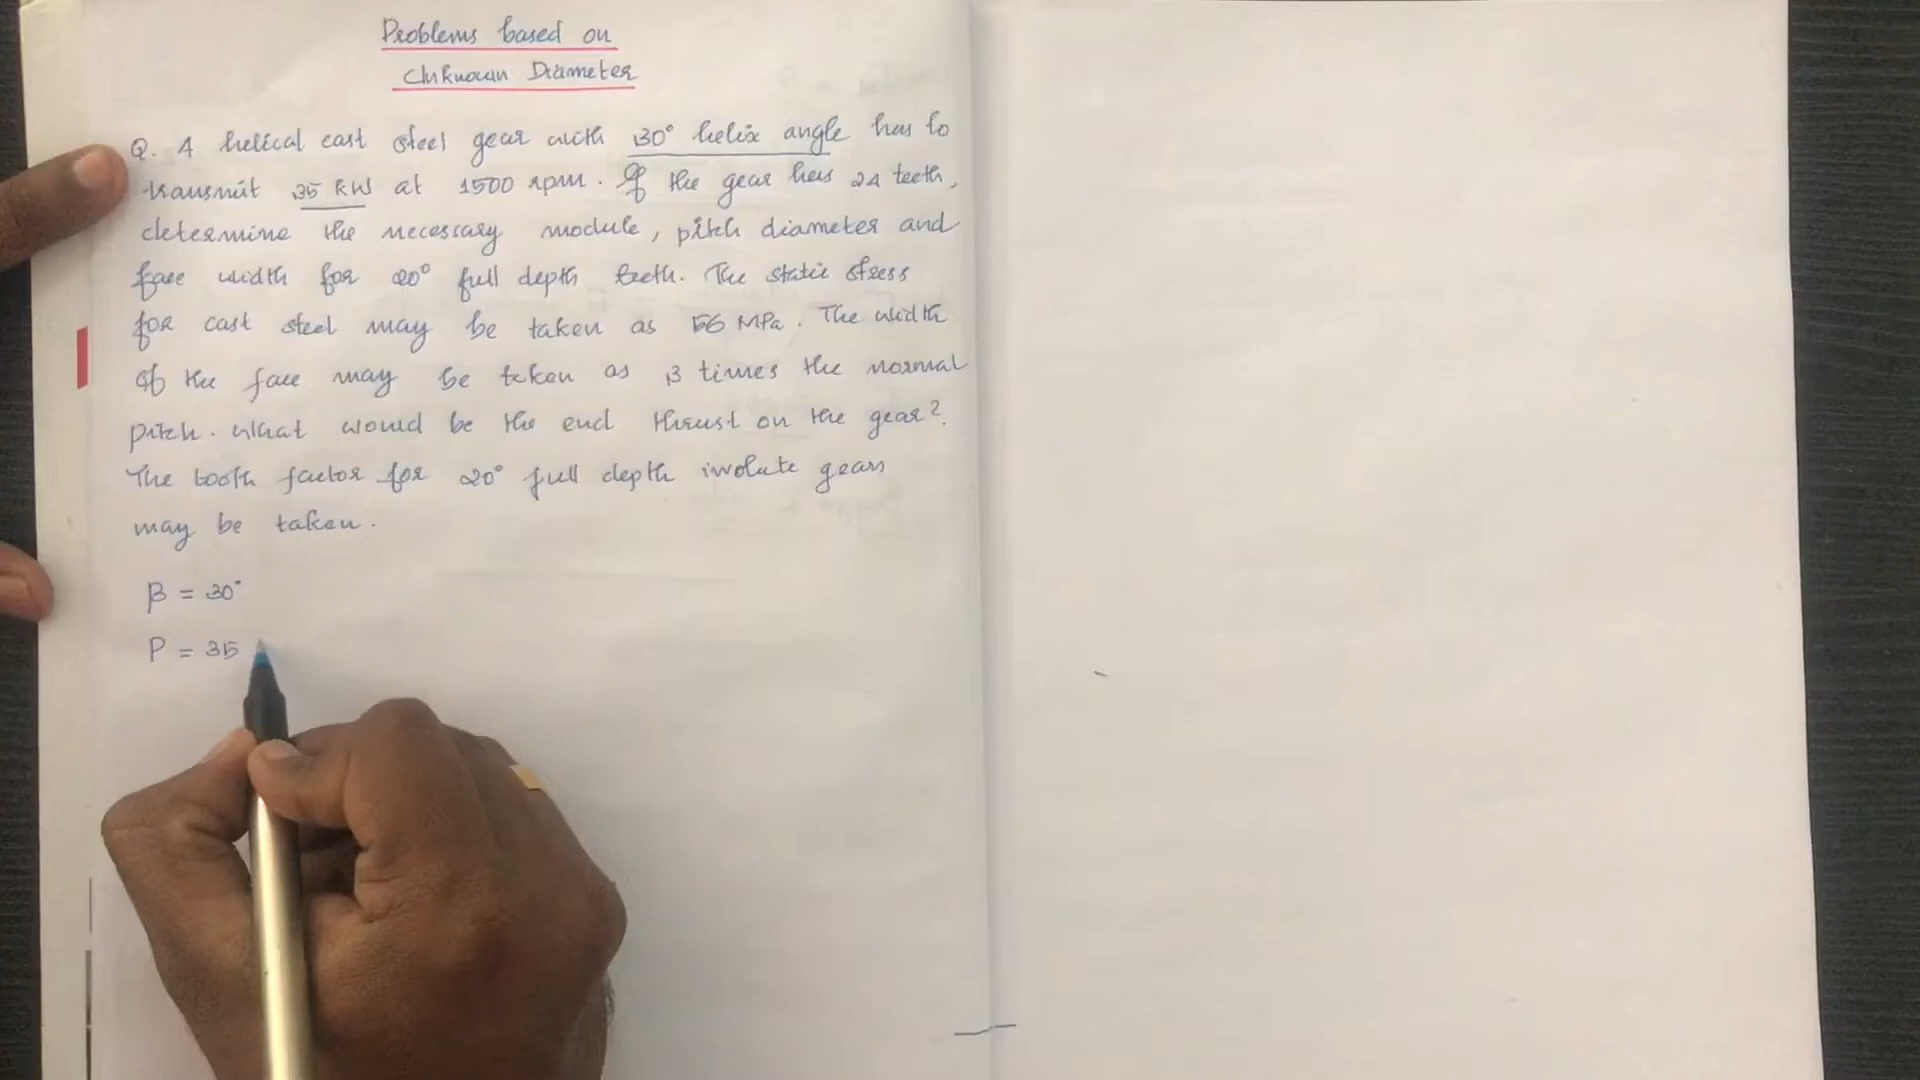 Problems based on
Unknown Diameter
Q. A helical cast steel gear with 30° helix angle has to
transmit 35 kW at 1500 rpm. If the gear has 24 teeth,
determine the necessary module, pitch diameter and
face width for 20° full depth teeth. The static stress
for cast steel may be taken as 56 MPa. The width
of the face may be taken as 3 times the normal
pitch. What would be the end thrust on the gear?
The tooth factor for 20° full depth involute gears
may be taken.
β = 30°
P = 35